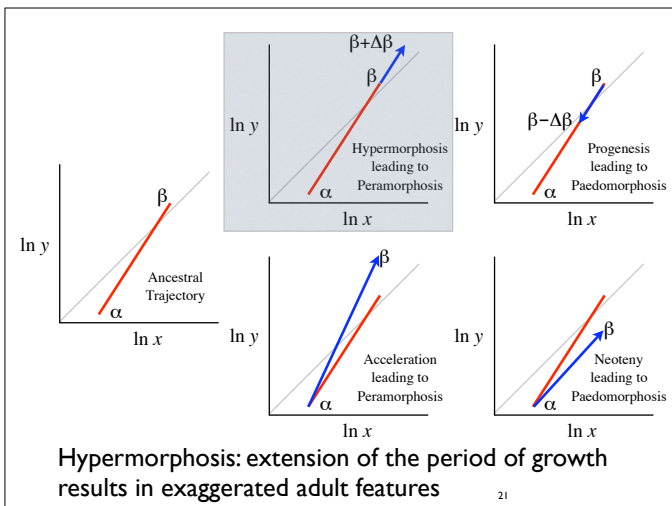 ln y
β
α
Ancestral
Trajectory
ln x
β+Δβ
β
ln y
Hypermorphosis
leading to
Peramorphosis
α
ln x
β
β−Δβ
ln y
Progenesis
leading to
Paedomorphosis
α
ln x
β
ln y
Acceleration
leading to
Peramorphosis
α
ln x
β
ln y
Neoteny
leading to
Paedomorphosis
α
ln x
Hypermorphosis: extension of the period of growth
results in exaggerated adult features
21